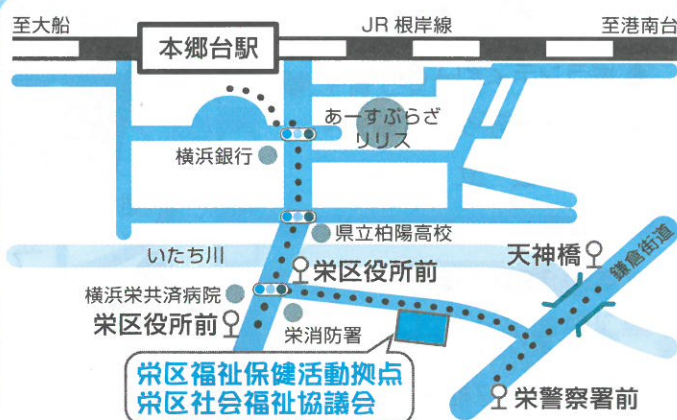 至大船
本郷台駅
JR 根岸線
至港南台
あーすぷらざ
リリス
横浜銀行
県立柏陽高校
いたち川
天神橋
鎌倉街道
栄区役所前
横浜栄共済病院
栄区役所前
栄消防署
栄区福祉保健活動拠点
栄区社会福祉協議会
栄警察署前